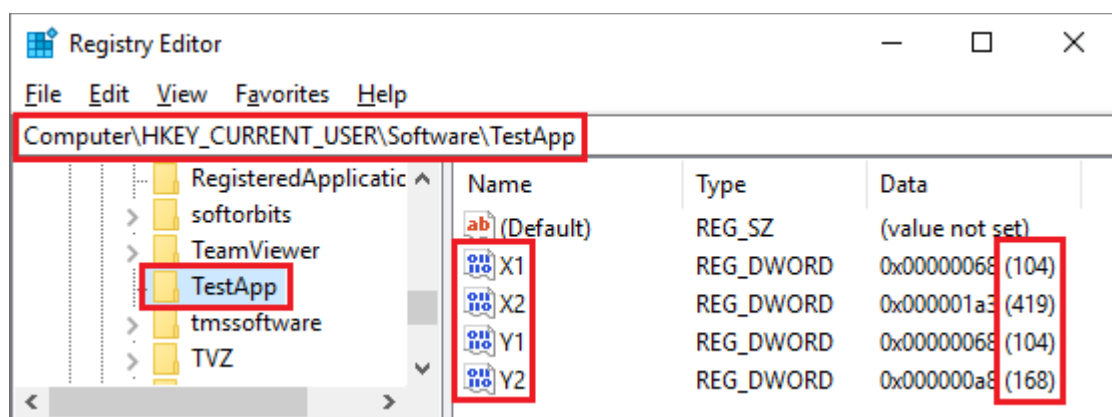 Registry Editor
File Edit View Favorites Help
Computer\HKEY_CURRENT_USER\Software\TestApp
RegisteredApplicatic
softorbits
TeamViewer
TestApp
tmssoftware
TVZ
Name Type Data
ab (Default) REG_SZ (value not set)
X1 REG_DWORD 0x00000068 (104)
X2 REG_DWORD 0x000001a3 (419)
Y1 REG_DWORD 0x00000068 (104)
Y2 REG_DWORD 0x000000a8 (168)